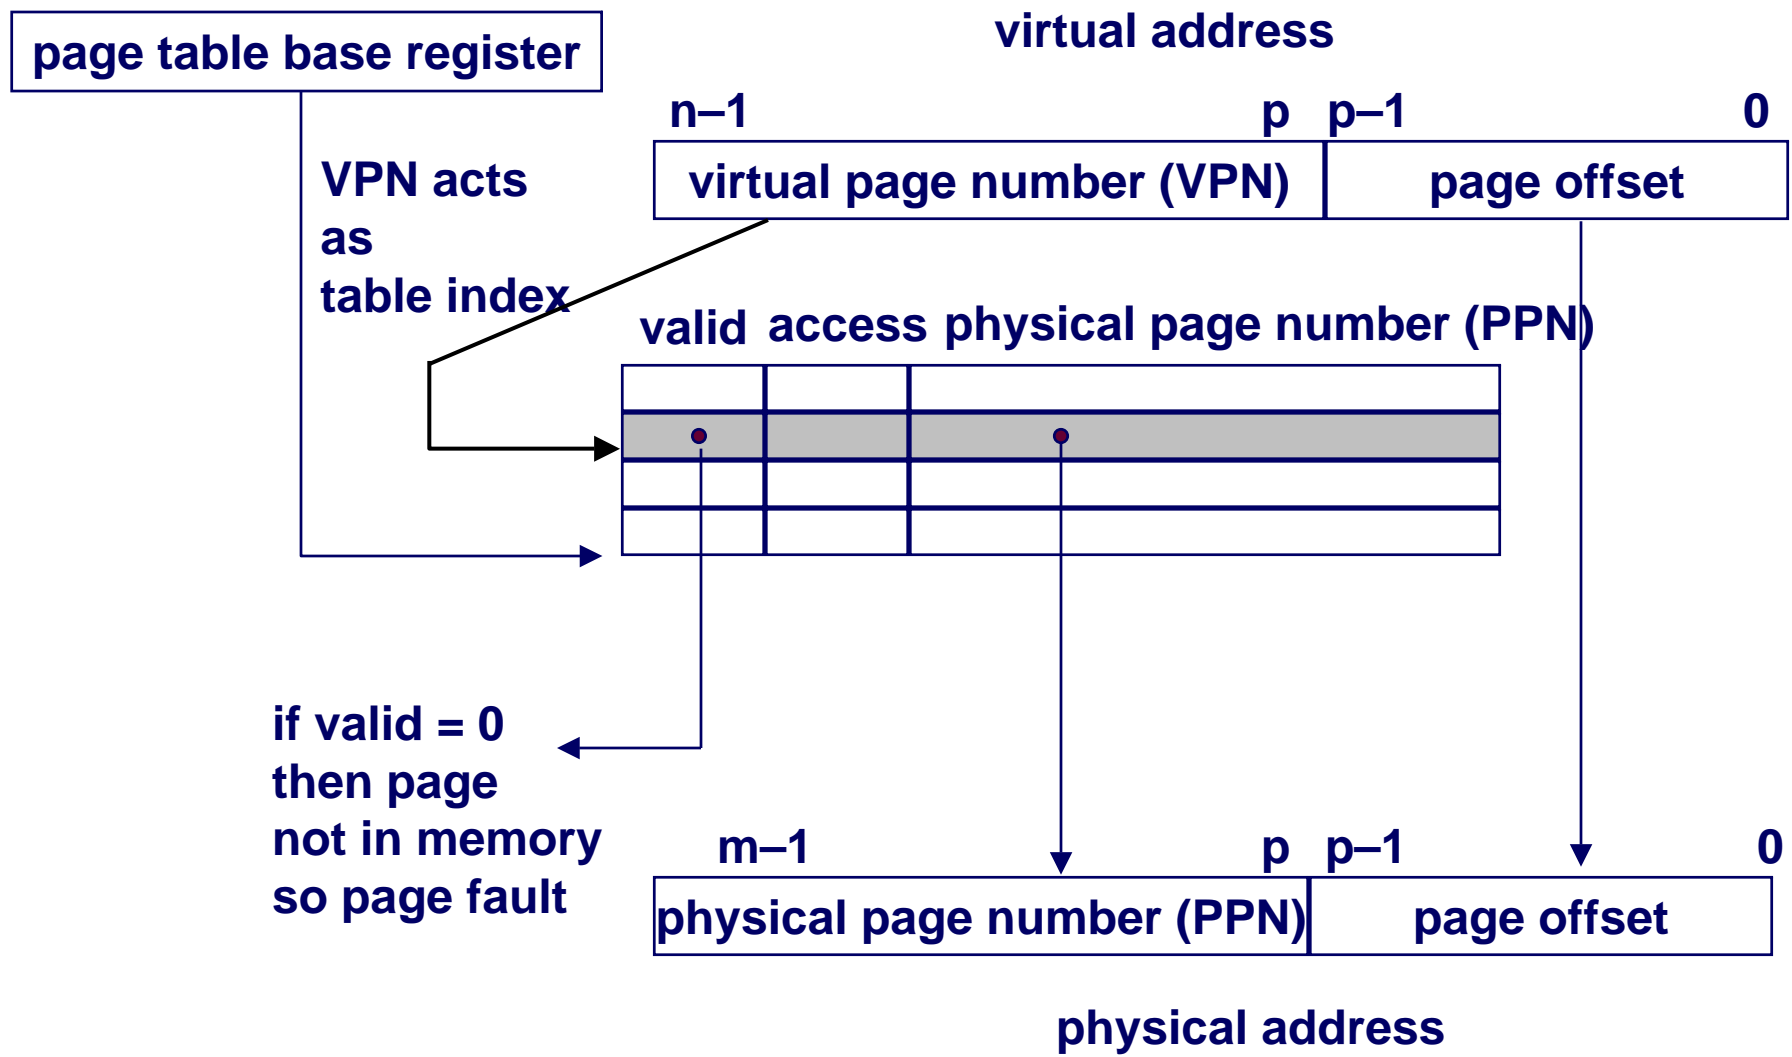 page table base register
virtual address
n–1 p p–1 0
virtual page number (VPN) page offset
VPN acts
as
table index
valid access physical page number (PPN)
if valid = 0
then page
not in memory
so page fault
m–1 p p–1 0
physical page number (PPN) page offset
physical address